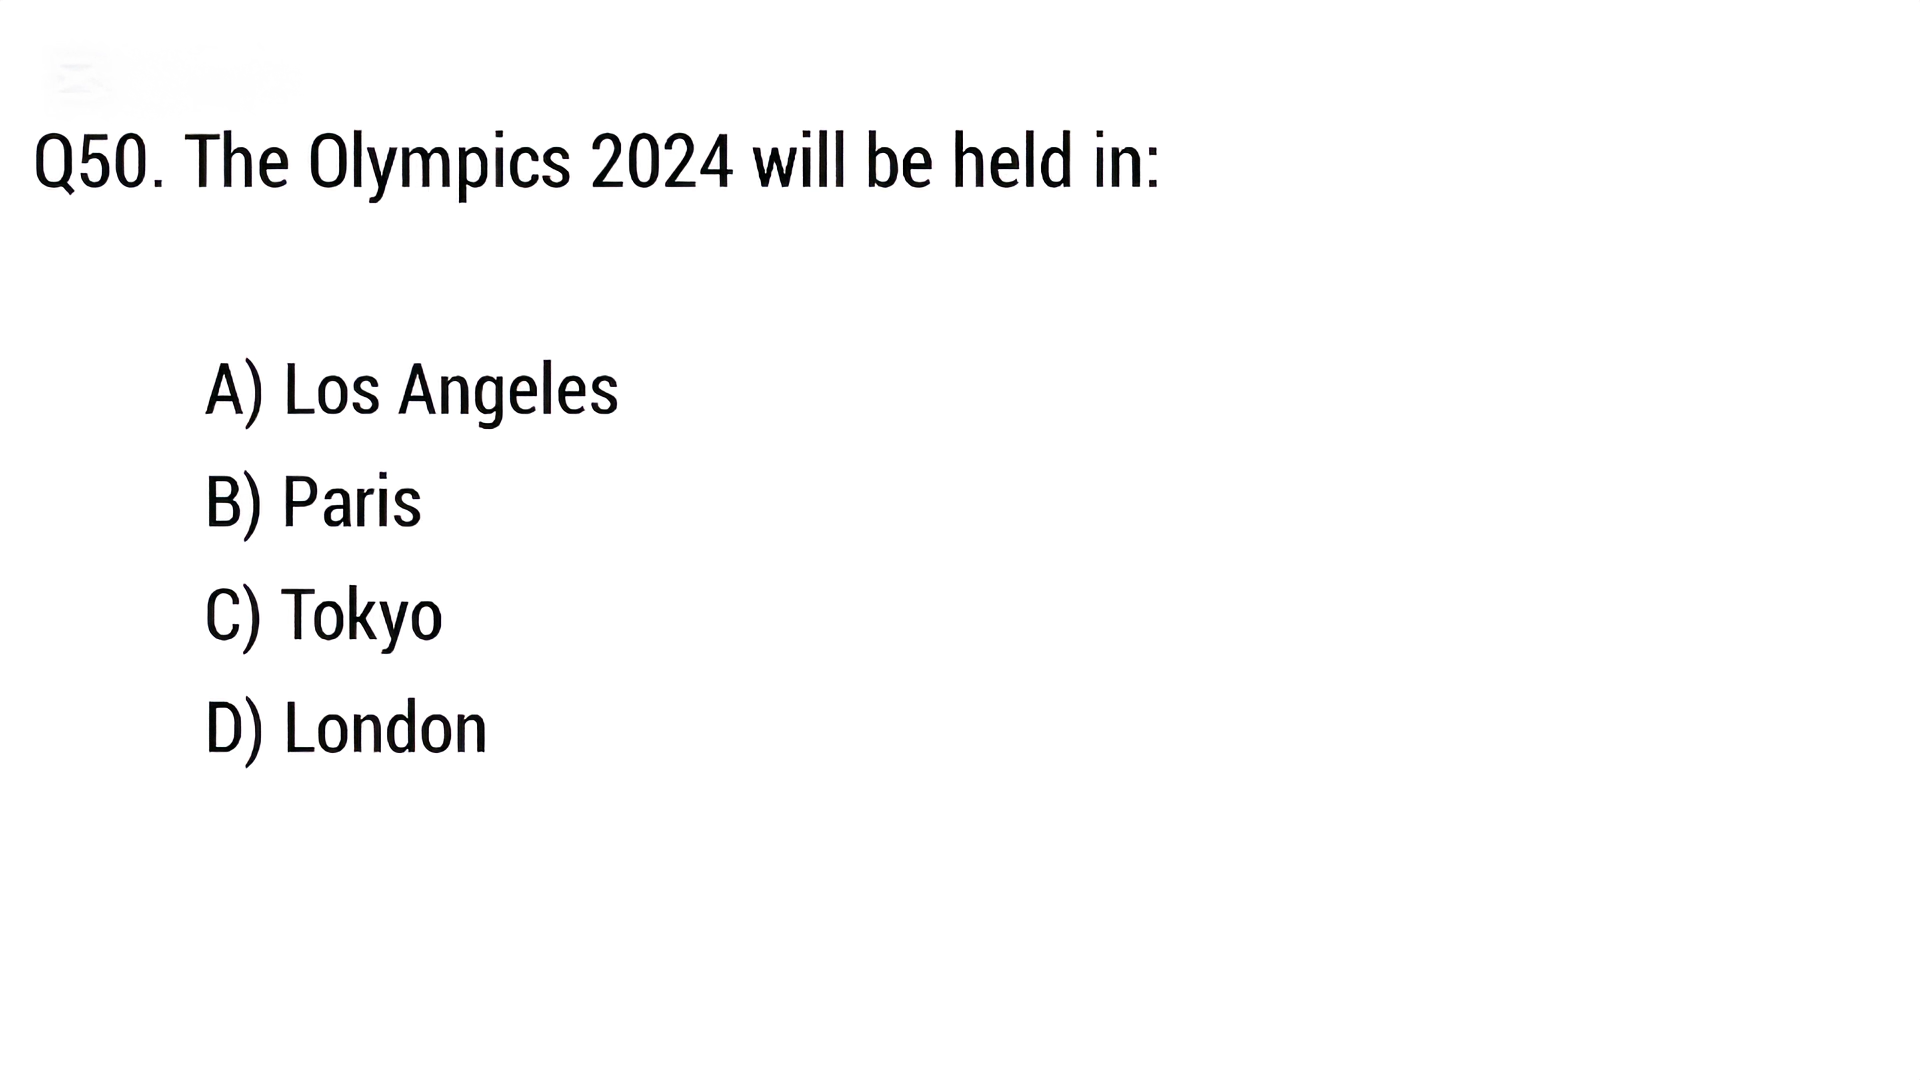 Q50. The Olympics 2024 will be held in:
A) Los Angeles
B) Paris
C) Tokyo
D) London